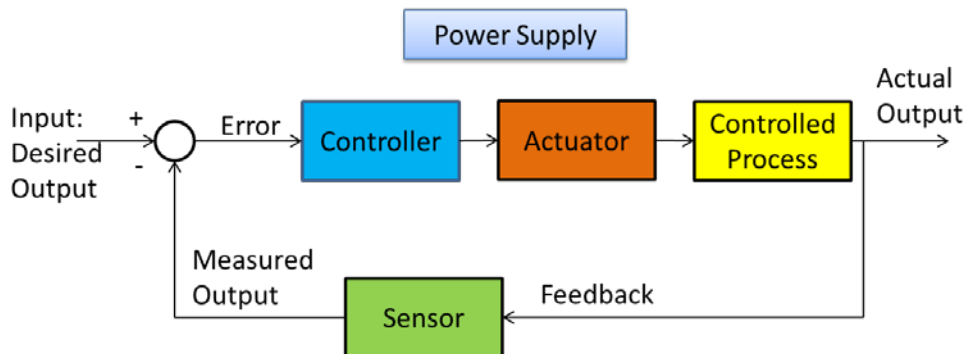 Power Supply
Input:
Desired
Output
+
-
Error
Controller
Actuator
Controlled
Process
Actual
Output
Measured
Output
Sensor
Feedback